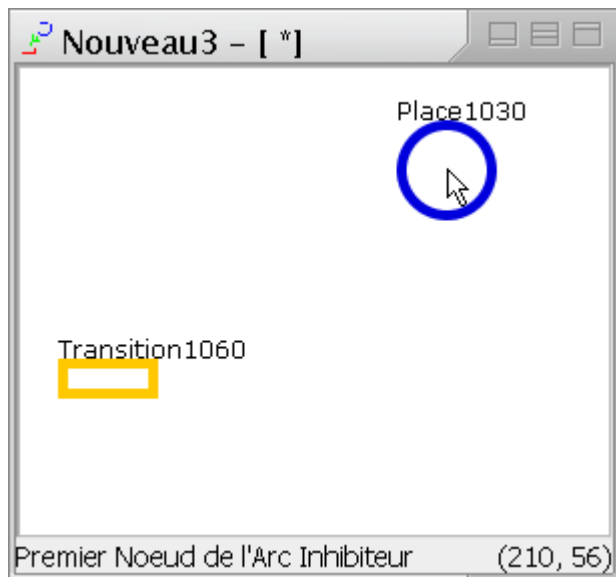 Nouveau3 – [ *]
Place1030
Transition1060
Premier Noeud de l'Arc Inhibiteur (210, 56)